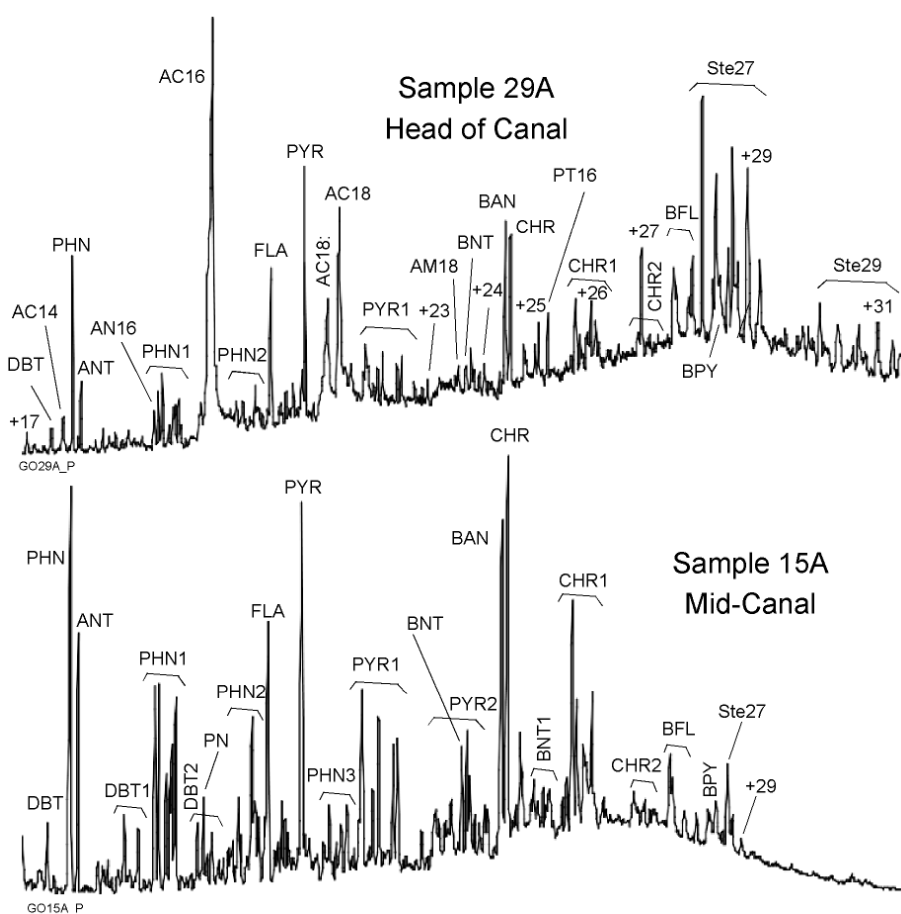 Sample 29A
Head of Canal
AC16
PYR
PHN
AC14
DBT
+17
ANT
AN16
PHN1
PHN2
FLA
AC18:
AC18
PYR1
+23
AM18
BNT
+24
BAN
CHR
+25
PT16
CHR1
+26
+27
CHR2
BFL
Ste27
+29
BPY
Ste29
+31
GO29A_P
Sample 15A
Mid-Canal
PHN
ANT
DBT
DBT1
PHN1
DBT2
PN
PHN2
FLA
PYR
PHN3
PYR1
BNT
PYR2
BAN
CHR
BNT1
CHR1
CHR2
BFL
BPY
Ste27
+29
GO15A_P